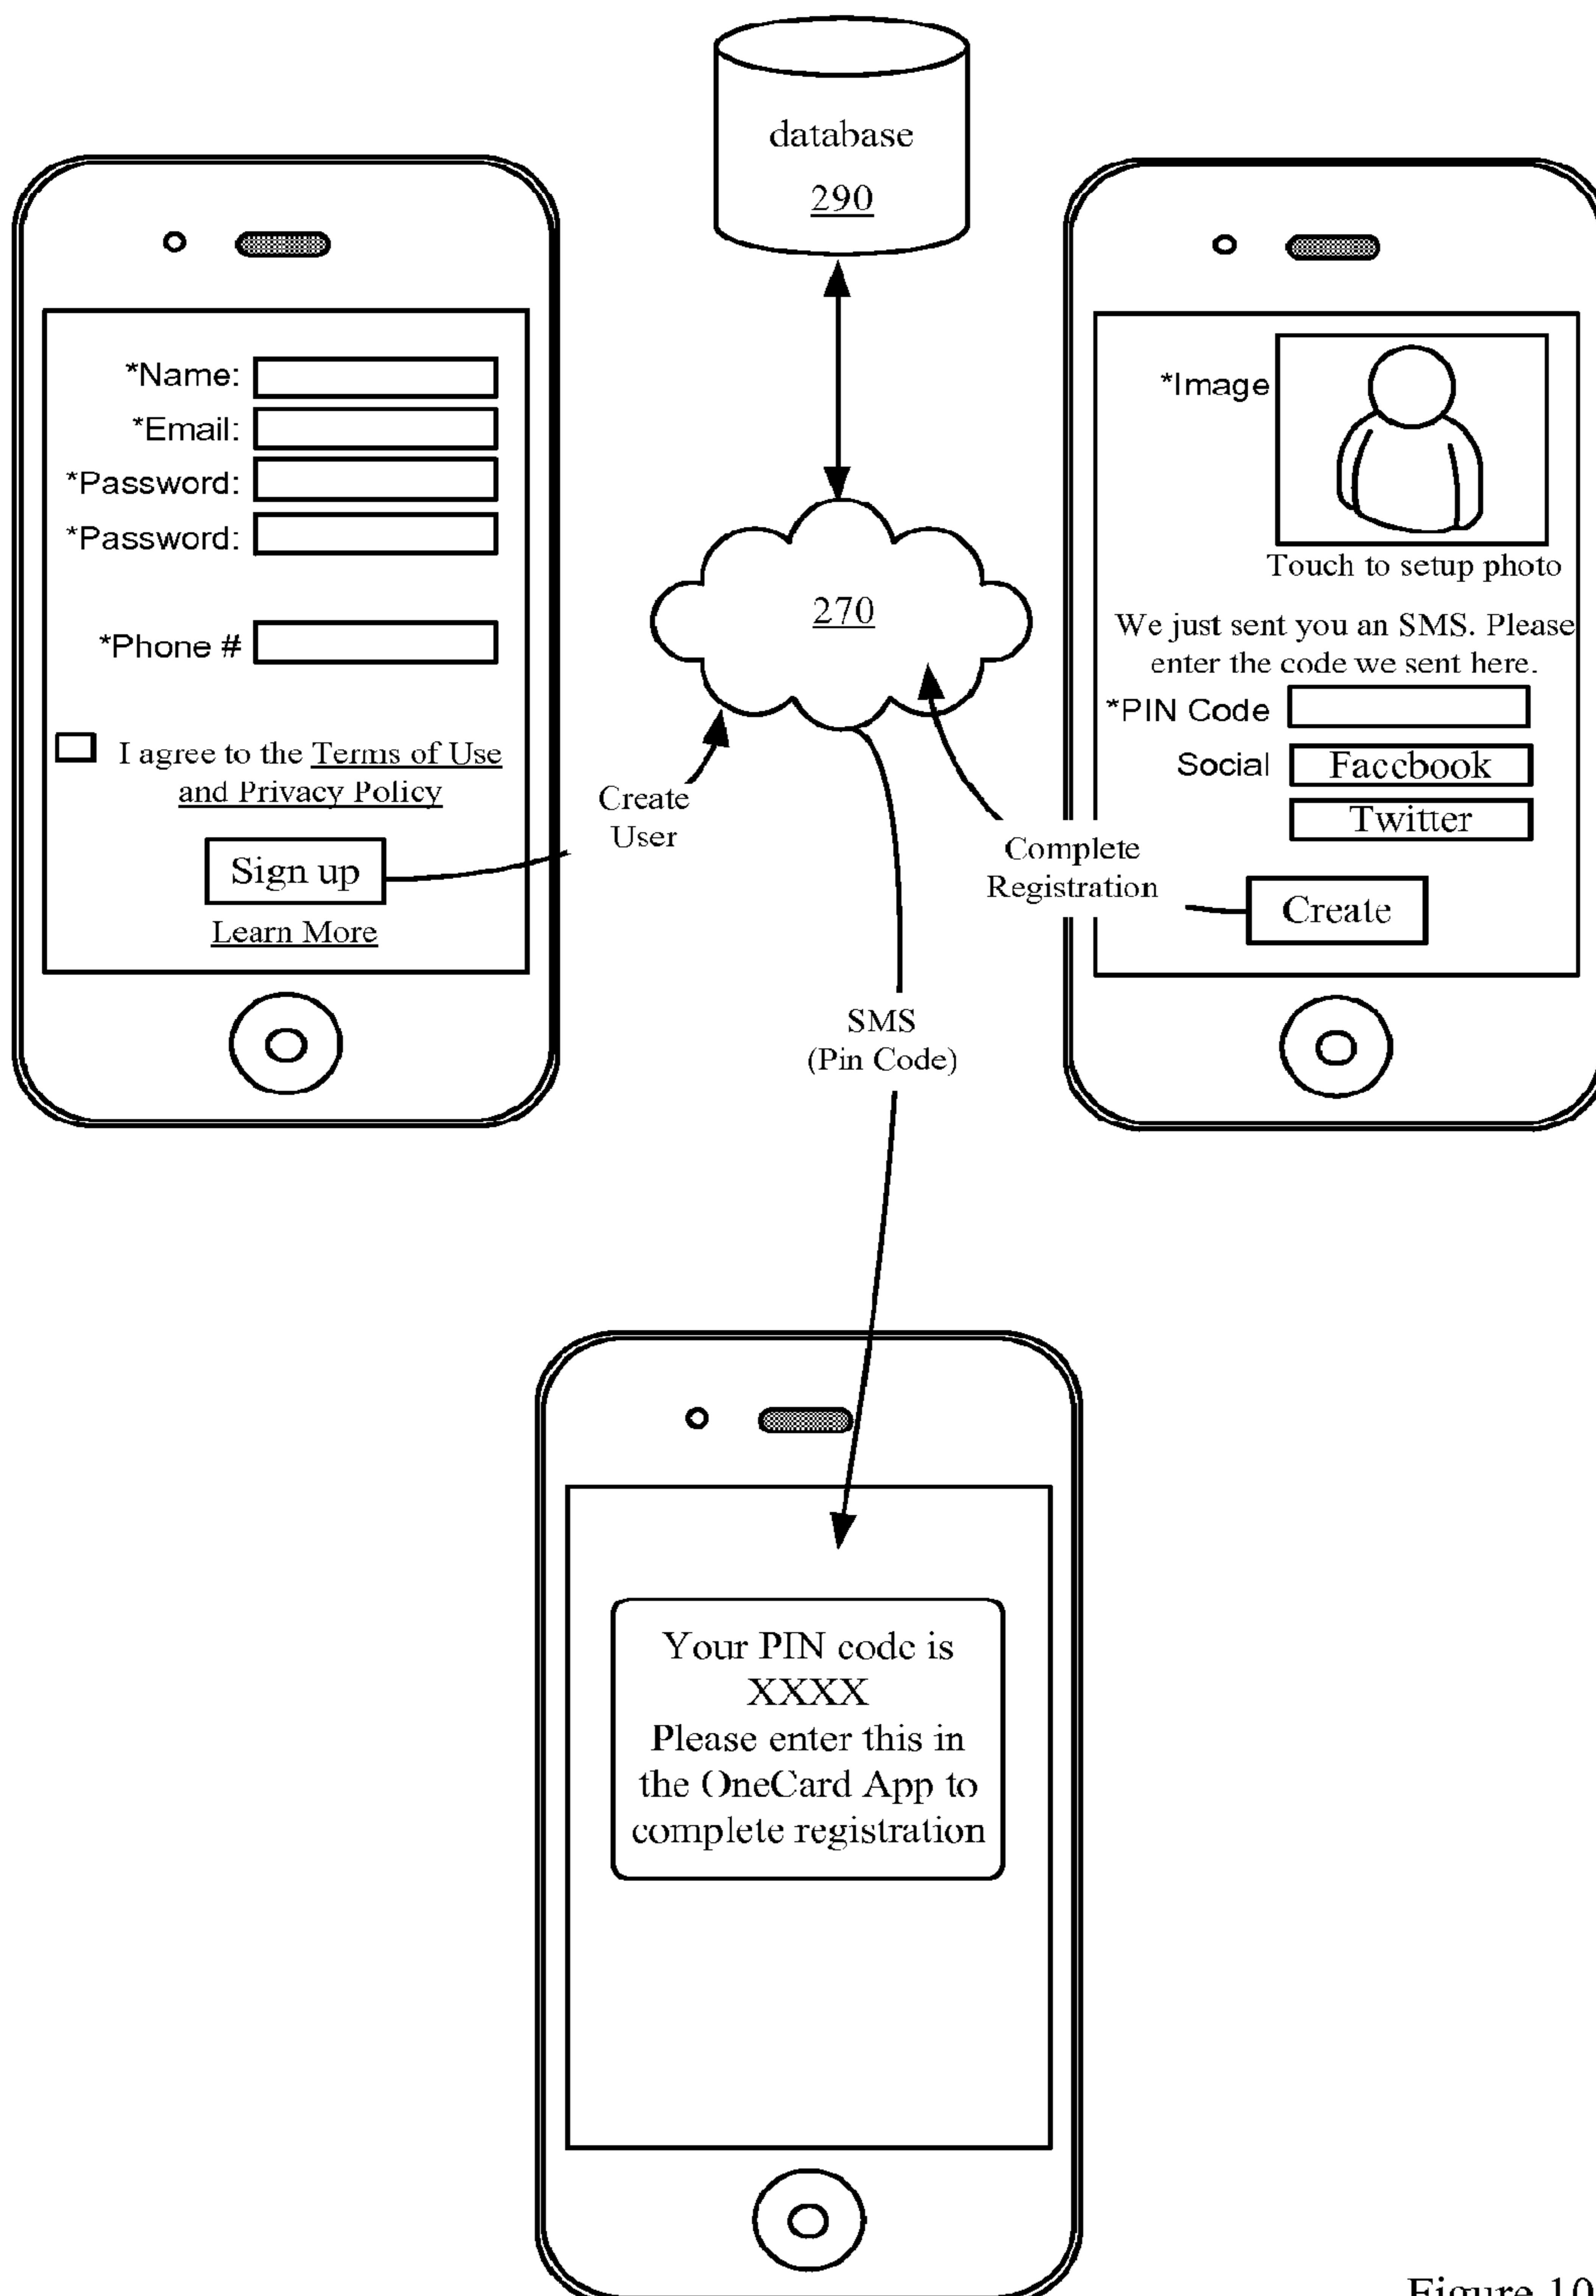 database
290
*Name:
*Email:
*Password:
*Password:
*Phone #
I agree to the Terms of Use
and Privacy Policy
Sign up
Learn More
270
Create
User
SMS
(Pin Code)
Complete
Registration
*Image
Touch to setup photo
We just sent you an SMS. Please
enter the code we sent here.
*PIN Code
Social
Facebook
Twitter
Create
Your PIN code is
XXXX
Please enter this in
the OneCard App to
complete registration
Figure 10